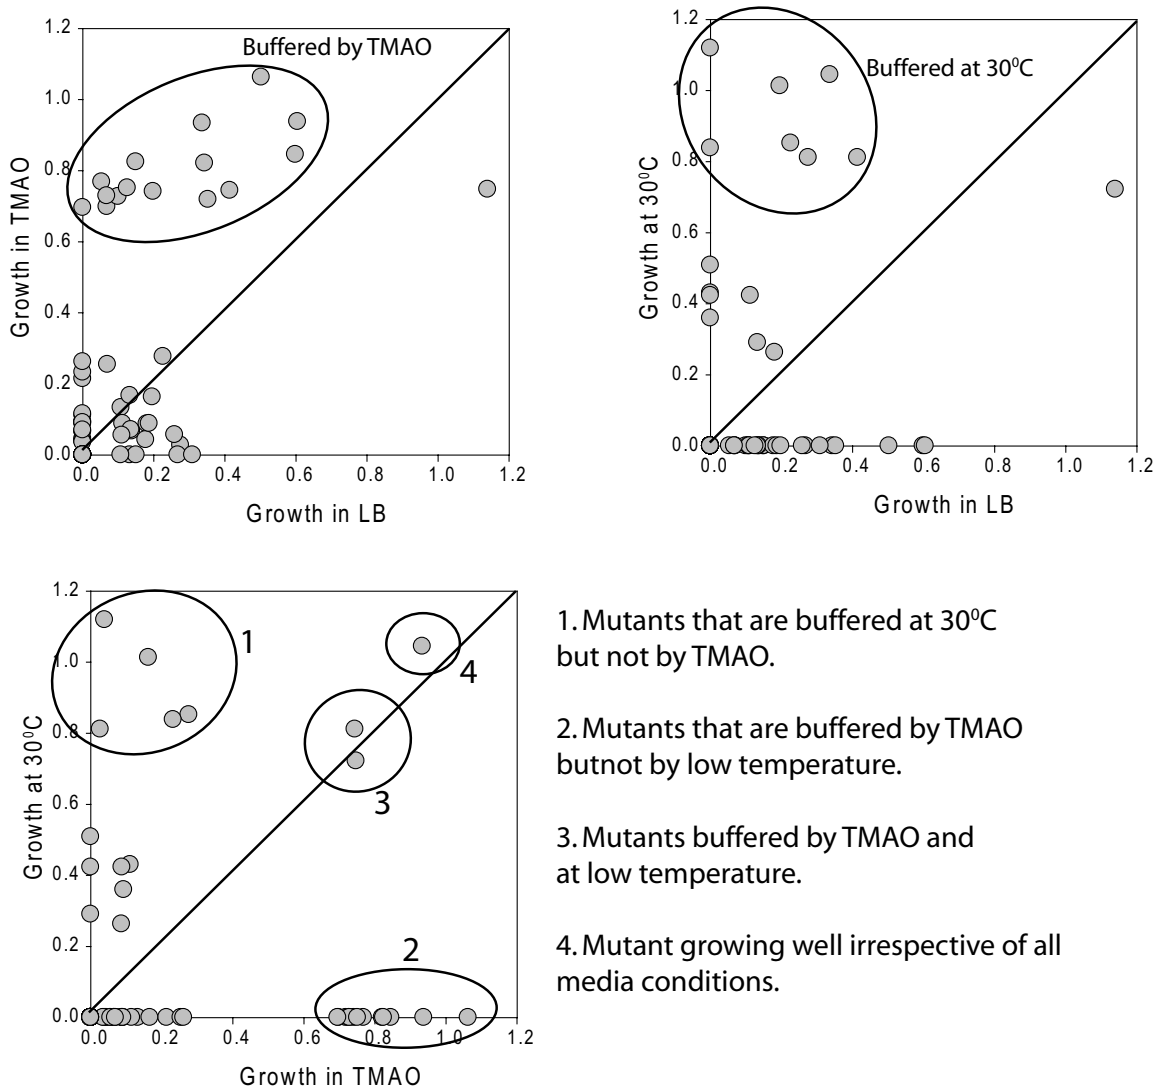 Buffered by TMAO
1.2
1.0
0.8
0.6
0.4
0.2
0.0
0.0 0.2 0.4 0.6 0.8 1.0 1.2
Growth in TMAO
Growth in LB
Buffered at 30⁰C
1.2
1.0
0.8
0.6
0.4
0.2
0.0
0.0 0.2 0.4 0.6 0.8 1.0 1.2
Growth at 30⁰C
Growth in LB
1.2
1.0
0.8
0.6
0.4
0.2
0.0
0.0 0.2 0.4 0.6 0.8 1.0 1.2
Growth at 30⁰C
Growth in TMAO
1
4
3
2
1. Mutants that are buffered at 30⁰C
but not by TMAO.
2. Mutants that are buffered by TMAO
butnot by low temperature.
3. Mutants buffered by TMAO and
at low temperature.
4. Mutant growing well irrespective of all
media conditions.